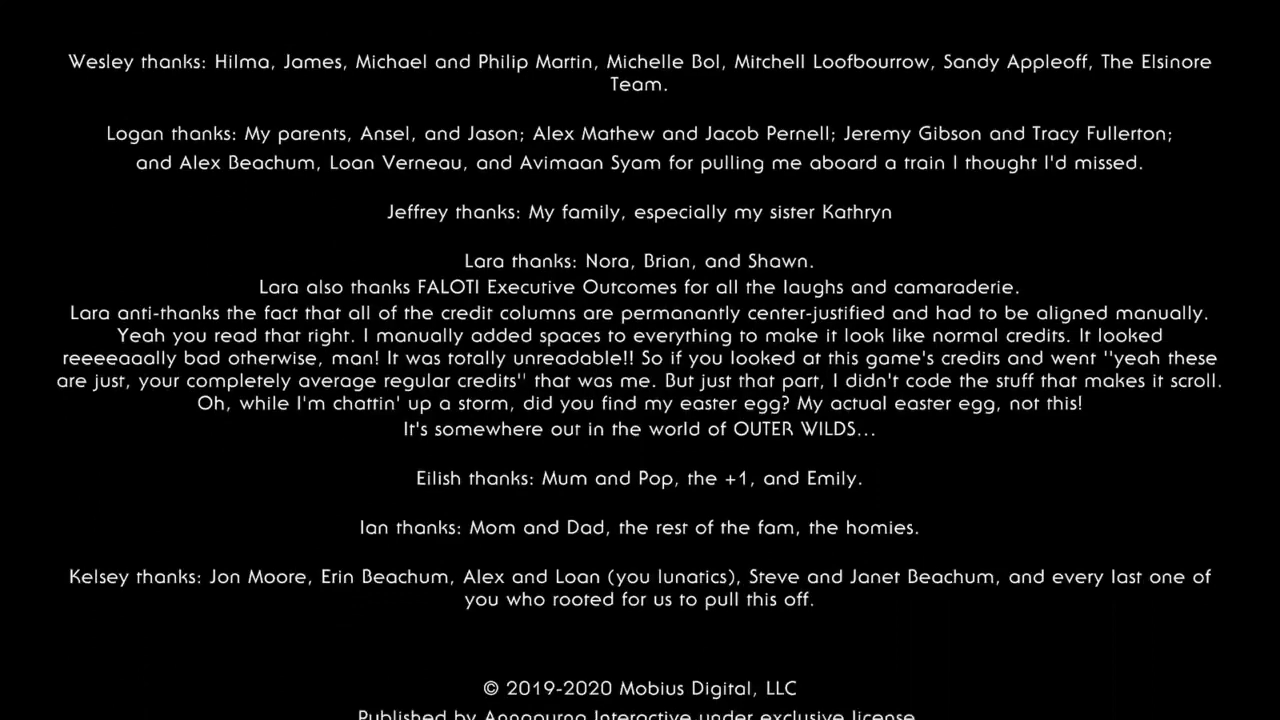 Wesley thanks: Hilma, James, Michael and Philip Martin, Michelle Bol, Mitchell Loofbourrow, Sandy Appleoff, The Elsinore
Team.
Logan thanks: My parents, Ansel, and Jason; Alex Mathew and Jacob Pernell; Jeremy Gibson and Tracy Fullerton;
and Alex Beachum, Loan Verneau, and Avimaan Syam for pulling me aboard a train I thought I'd missed.
Jeffrey thanks: My family, especially my sister Kathryn
Lara thanks: Nora, Brian, and Shawn.
Lara also thanks FALOTI Executive Outcomes for all the laughs and camaraderie.
Lara anti-thanks the fact that all of the credit columns are permanantly center-justified and had to be aligned manually.
Yeah you read that right. I manually added spaces to everything to make it look like normal credits. It looked
reeeeaaally bad otherwise, man! It was totally unreadable!! So if you looked at this game's credits and went "yeah these
are just, your completely average regular credits" that was me. But just that part, I didn't code the stuff that makes it scroll.
Oh, while I'm chattin' up a storm, did you find my easter egg? My actual easter egg, not this!
It's somewhere out in the world of OUTER WILDS...
Eilish thanks: Mum and Pop, the +1, and Emily.
Ian thanks: Mom and Dad, the rest of the fam, the homies.
Kelsey thanks: Jon Moore, Erin Beachum, Alex and Loan (you lunatics), Steve and Janet Beachum, and every last one of
you who rooted for us to pull this off.
© 2019-2020 Mobius Digital, LLC
Published by Annapurna Interactive under exclusive license